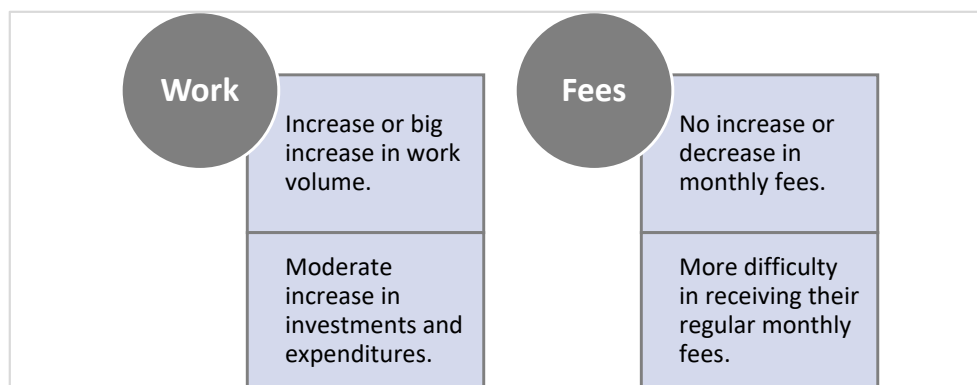 Work
Increase or big
increase in work
volume.
Moderate
increase in
investments and
expenditures.
Fees
No increase or
decrease in
monthly fees.
More difficulty
in receiving their
regular monthly
fees.